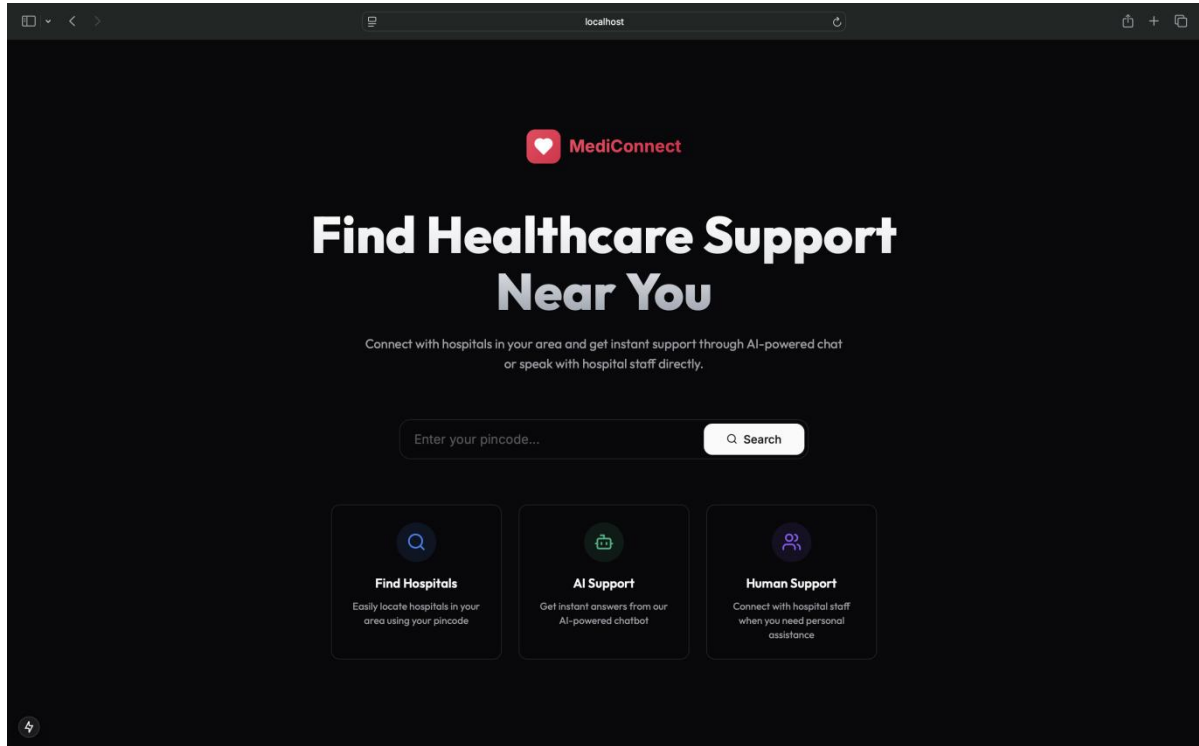 localhost
MediConnect
Find Healthcare Support
Near You
Connect with hospitals in your area and get instant support through AI-powered chat
or speak with hospital staff directly.
Enter your pincode...
Search
Find Hospitals
Easily locate hospitals in your
area using your pincode
AI Support
Get instant answers from our
AI-powered chatbot
Human Support
Connect with hospital staff
when you need personal
assistance